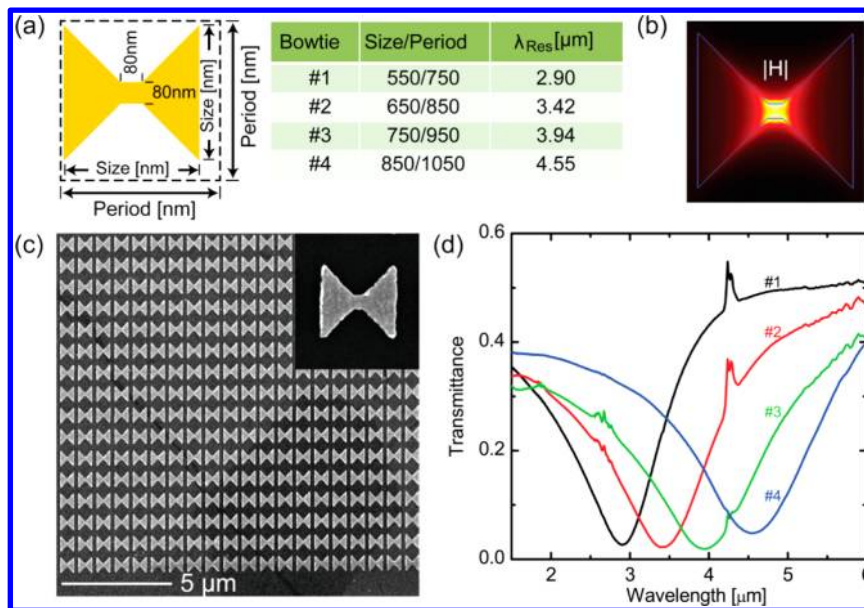 (a)
80nm
80nm
Size [nm]
Period [nm]
Size [nm]
Period [nm]
Bowtie Size/Period λRes[μm]
#1 550/750 2.90
#2 650/850 3.42
#3 750/950 3.94
#4 850/1050 4.55
(b)
|H|
(c)
5 μm
(d)
0.6
0.4
0.2
0.0
Transmittance
#1
#2
#3
#4
2 3 4 5 6
Wavelength [μm]